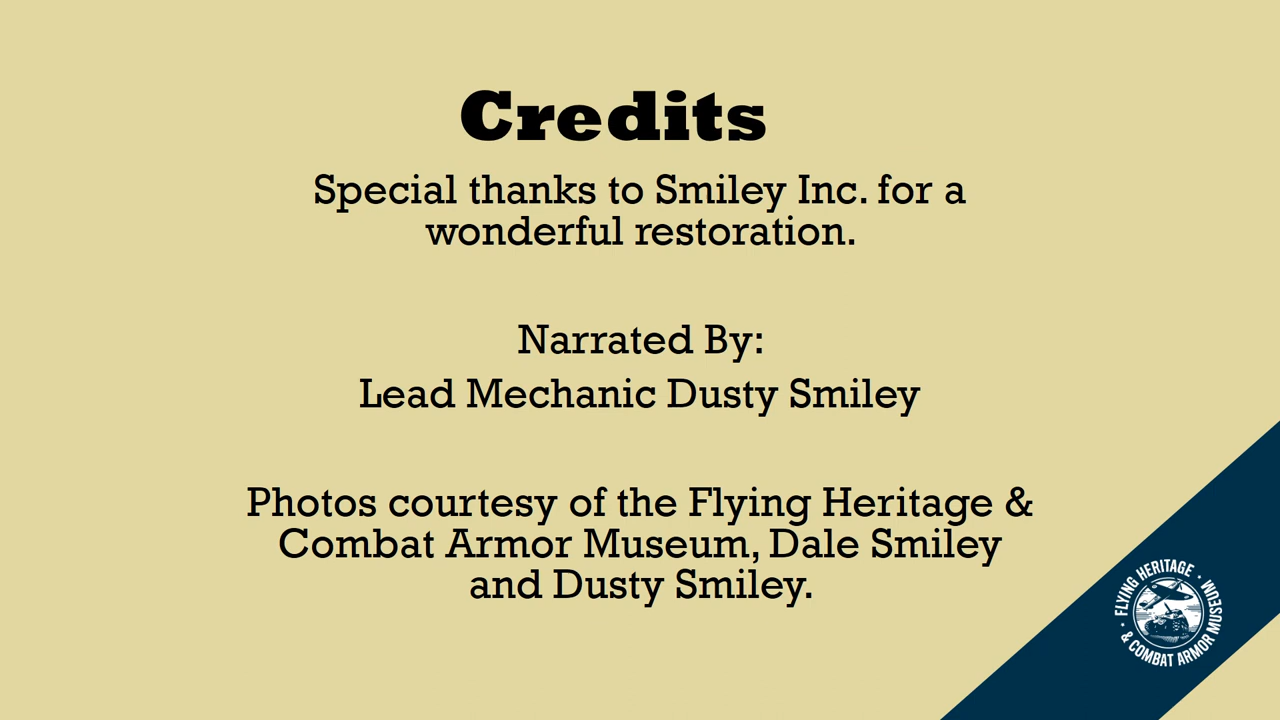 Credits
Special thanks to Smiley Inc. for a
wonderful restoration.
Narrated By:
Lead Mechanic Dusty Smiley
Photos courtesy of the Flying Heritage &
Combat Armor Museum, Dale Smiley
and Dusty Smiley.
FLYING HERITAGE
& COMBAT ARMOR MUSEUM